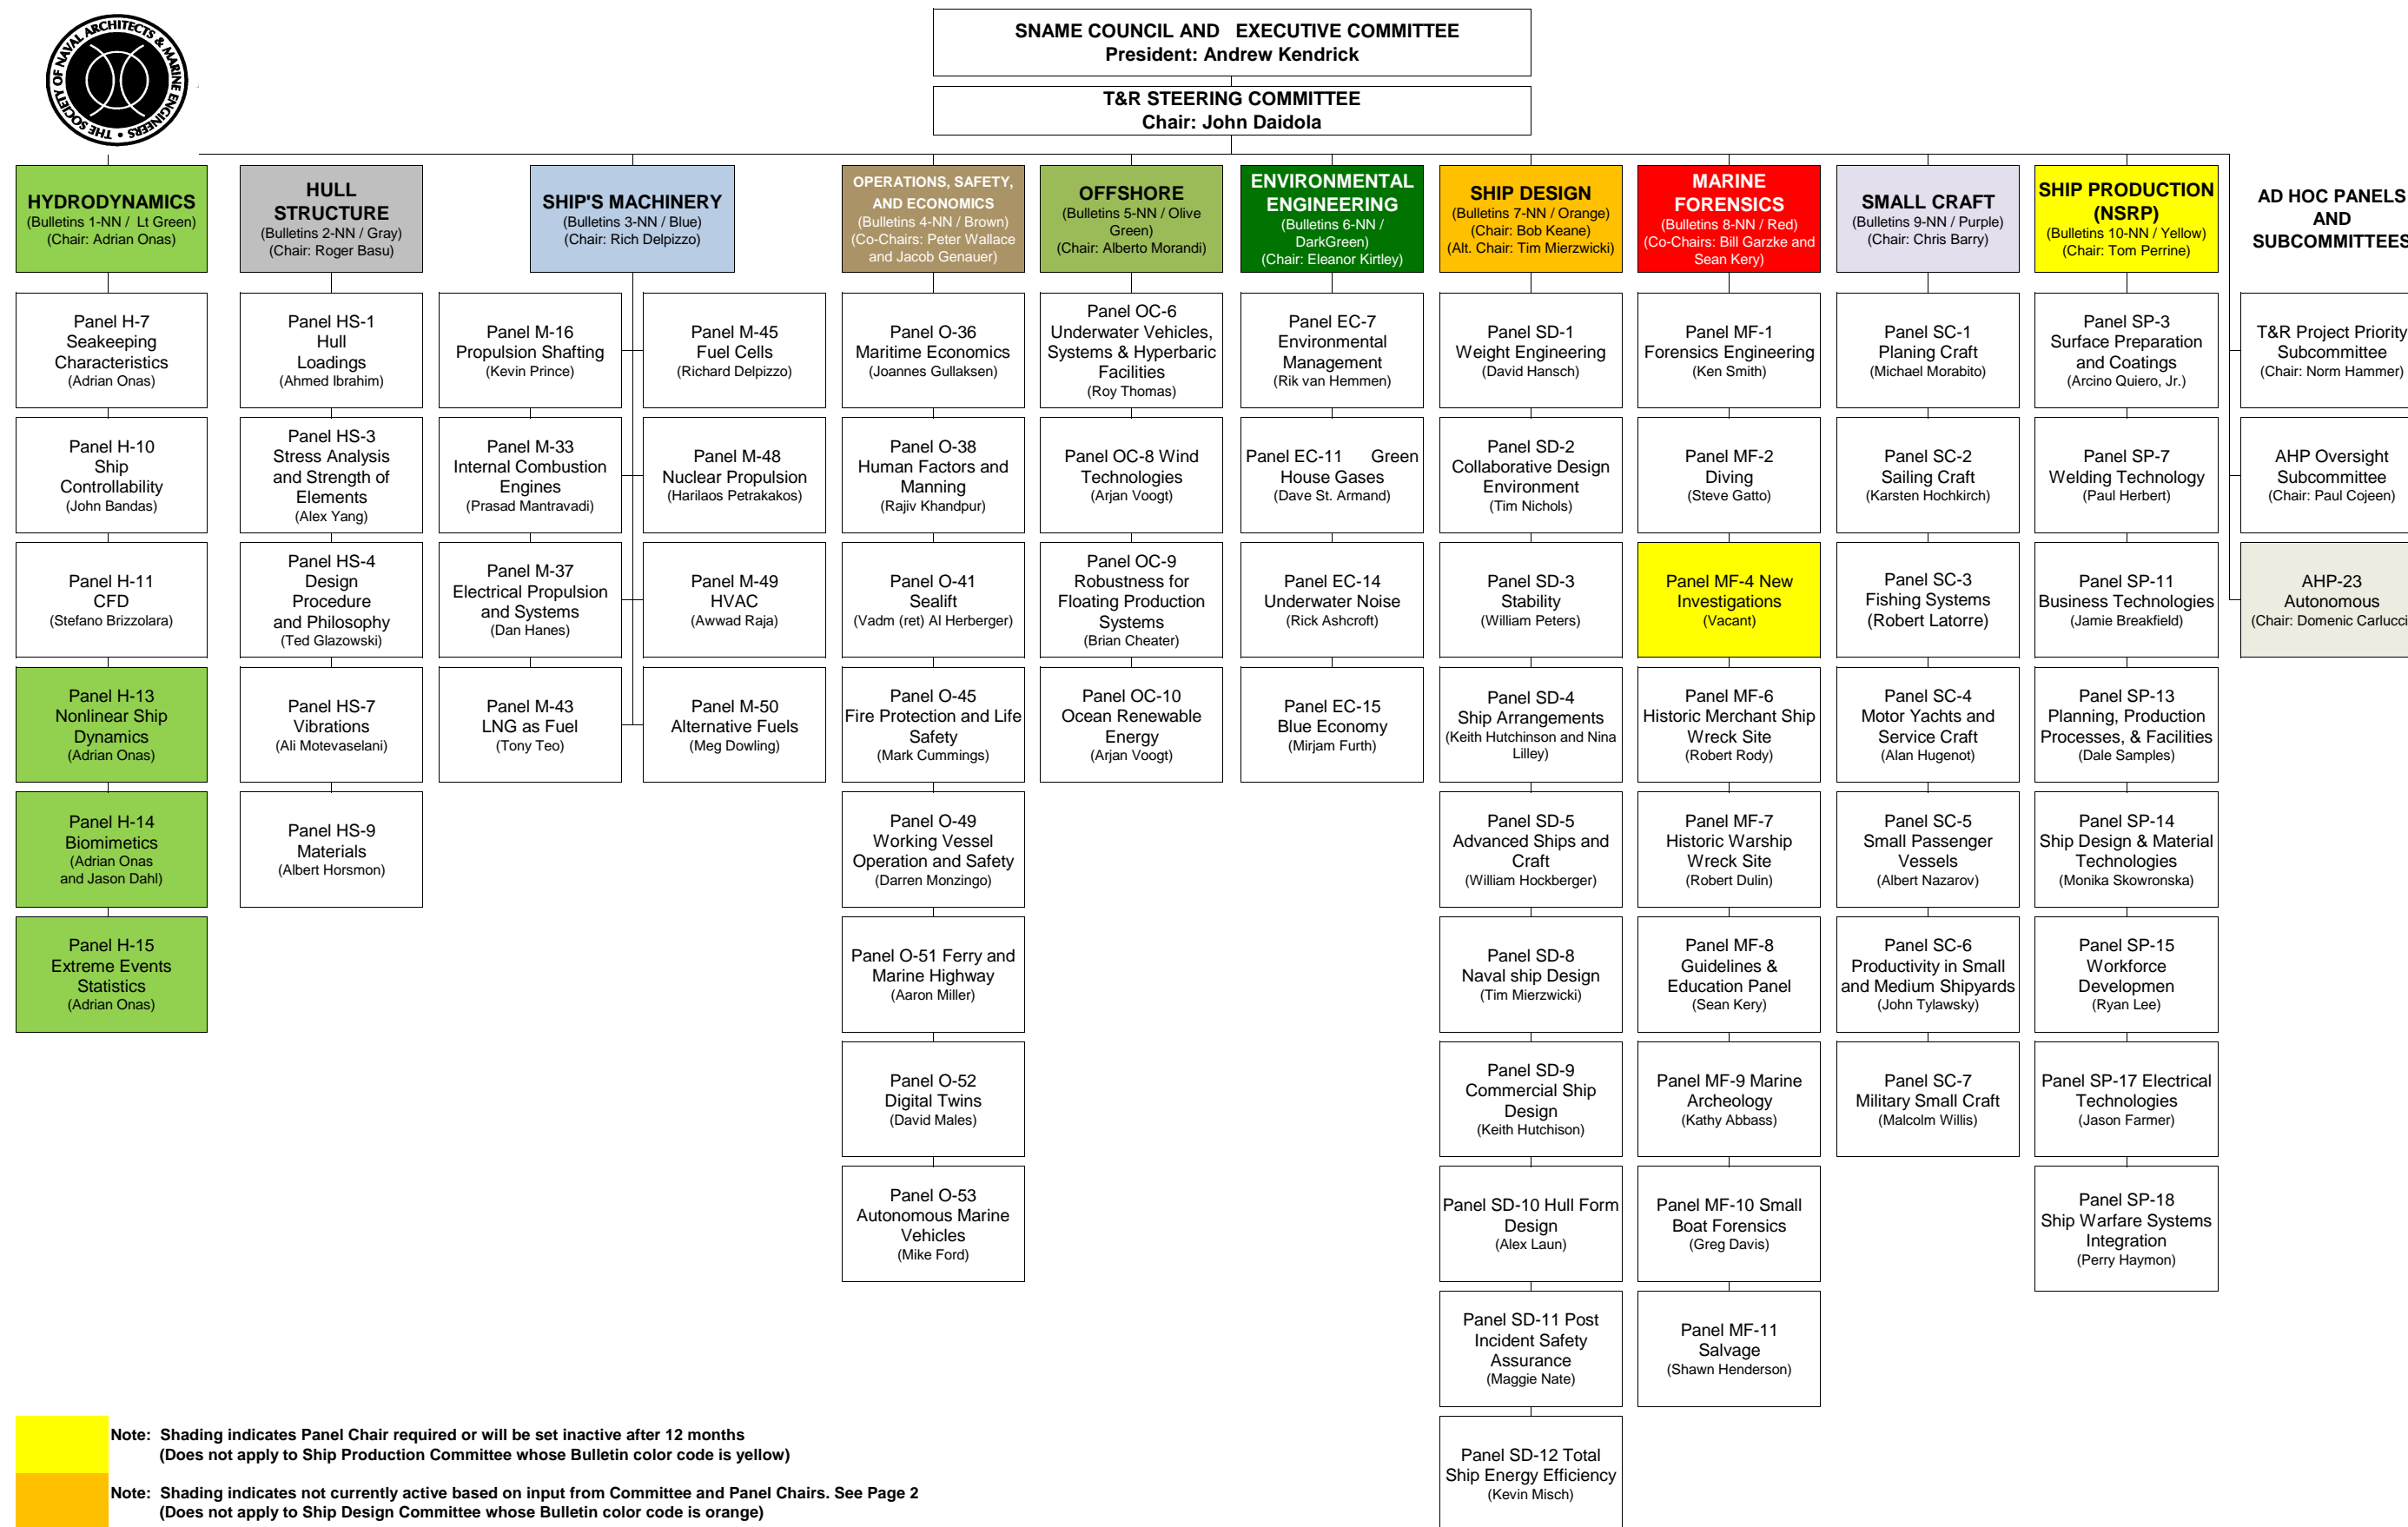 THE SOCIETY OF NAVAL ARCHITECTS & MARINE ENGINEERS •
SNAME COUNCIL AND EXECUTIVE COMMITTEE
President: Andrew Kendrick
T&R STEERING COMMITTEE
Chair: John Daidola
HYDRODYNAMICS
(Bulletins 1-NN / Lt Green)
(Chair: Adrian Onas)
Panel H-7
Seakeeping
Characteristics
(Adrian Onas)
Panel H-10
Ship
Controllability
(John Bandas)
Panel H-11
CFD
(Stefano Brizzolara)
Panel H-13
Nonlinear Ship
Dynamics
(Adrian Onas)
Panel H-14
Biomimetics
(Adrian Onas
and Jason Dahl)
Panel H-15
Extreme Events
Statistics
(Adrian Onas)
HULL
STRUCTURE
(Bulletins 2-NN / Gray)
(Chair: Roger Basu)
Panel HS-1
Hull
Loadings
(Ahmed Ibrahim)
Panel HS-3
Stress Analysis
and Strength of
Elements
(Alex Yang)
Panel HS-4
Design
Procedure
and Philosophy
(Ted Glazowski)
Panel HS-7
Vibrations
(Ali Motevaselani)
Panel HS-9
Materials
(Albert Horsmon)
SHIP'S MACHINERY
(Bulletins 3-NN / Blue)
(Chair: Rich Delpizzo)
Panel M-16
Propulsion Shafting
(Kevin Prince)
Panel M-33
Internal Combustion
Engines
(Prasad Mantravadi)
Panel M-37
Electrical Propulsion
and Systems
(Dan Hanes)
Panel M-43
LNG as Fuel
(Tony Teo)
Panel M-45
Fuel Cells
(Richard Delpizzo)
Panel M-48
Nuclear Propulsion
(Harilaos Petrakakos)
Panel M-49
HVAC
(Awwad Raja)
Panel M-50
Alternative Fuels
(Meg Dowling)
OPERATIONS, SAFETY,
AND ECONOMICS
(Bulletins 4-NN / Brown)
(Co-Chairs: Peter Wallace
and Jacob Genauer)
Panel O-36
Maritime Economics
(Joannes Gullaksen)
Panel O-38
Human Factors and
Manning
(Rajiv Khandpur)
Panel O-41
Sealift
(Vadm (ret) Al Herberger)
Panel O-45
Fire Protection and Life
Safety
(Mark Cummings)
Panel O-49
Working Vessel
Operation and Safety
(Darren Monzingo)
Panel O-51 Ferry and
Marine Highway
(Aaron Miller)
Panel O-52
Digital Twins
(David Males)
Panel O-53
Autonomous Marine
Vehicles
(Mike Ford)
OFFSHORE
(Bulletins 5-NN / Olive
Green)
(Chair: Alberto Morandi)
Panel OC-6
Underwater Vehicles,
Systems & Hyperbaric
Facilities
(Roy Thomas)
Panel OC-8 Wind
Technologies
(Arjan Voogt)
Panel OC-9
Robustness for
Floating Production
Systems
(Brian Cheater)
Panel OC-10
Ocean Renewable
Energy
(Arjan Voogt)
ENVIRONMENTAL
ENGINEERING
(Bulletins 6-NN /
DarkGreen)
(Chair: Eleanor Kirtley)
Panel EC-7
Environmental
Management
(Rik van Hemmen)
Panel EC-11 Green
House Gases
(Dave St. Armand)
Panel EC-14
Underwater Noise
(Rick Ashcroft)
Panel EC-15
Blue Economy
(Mirjam Furth)
SHIP DESIGN
(Bulletins 7-NN / Orange)
(Chair: Bob Keane)
(Alt. Chair: Tim Mierzwicki)
Panel SD-1
Weight Engineering
(David Hansch)
Panel SD-2
Collaborative Design
Environment
(Tim Nichols)
Panel SD-3
Stability
(William Peters)
Panel SD-4
Ship Arrangements
(Keith Hutchinson and Nina
Lilley)
Panel SD-5
Advanced Ships and
Craft
(William Hockberger)
Panel SD-8
Naval ship Design
(Tim Mierzwicki)
Panel SD-9
Commercial Ship
Design
(Keith Hutchison)
Panel SD-10 Hull Form
Design
(Alex Laun)
Panel SD-11 Post
Incident Safety
Assurance
(Maggie Nate)
Panel SD-12 Total
Ship Energy Efficiency
(Kevin Misch)
MARINE
FORENSICS
(Bulletins 8-NN / Red)
(Co-Chairs: Bill Garzke and
Sean Kery)
Panel MF-1
Forensics Engineering
(Ken Smith)
Panel MF-2
Diving
(Steve Gatto)
Panel MF-4 New
Investigations
(Vacant)
Panel MF-6
Historic Merchant Ship
Wreck Site
(Robert Rody)
Panel MF-7
Historic Warship
Wreck Site
(Robert Dulin)
Panel MF-8
Guidelines &
Education Panel
(Sean Kery)
Panel MF-9 Marine
Archeology
(Kathy Abbass)
Panel MF-10 Small
Boat Forensics
(Greg Davis)
Panel MF-11
Salvage
(Shawn Henderson)
SMALL CRAFT
(Bulletins 9-NN / Purple)
(Chair: Chris Barry)
Panel SC-1
Planing Craft
(Michael Morabito)
Panel SC-2
Sailing Craft
(Karsten Hochkirch)
Panel SC-3
Fishing Systems
(Robert Latorre)
Panel SC-4
Motor Yachts and
Service Craft
(Alan Hugenot)
Panel SC-5
Small Passenger
Vessels
(Albert Nazarov)
Panel SC-6
Productivity in Small
and Medium Shipyards
(John Tylawsky)
Panel SC-7
Military Small Craft
(Malcolm Willis)
SHIP PRODUCTION
(NSRP)
(Bulletins 10-NN / Yellow)
(Chair: Tom Perrine)
Panel SP-3
Surface Preparation
and Coatings
(Arcino Quiero, Jr.)
Panel SP-7
Welding Technology
(Paul Herbert)
Panel SP-11
Business Technologies
(Jamie Breakfield)
Panel SP-13
Planning, Production
Processes, & Facilities
(Dale Samples)
Panel SP-14
Ship Design & Material
Technologies
(Monika Skowronska)
Panel SP-15
Workforce
Developmen
(Ryan Lee)
Panel SP-17 Electrical
Technologies
(Jason Farmer)
Panel SP-18
Ship Warfare Systems
Integration
(Perry Haymon)
AD HOC PANELS
AND
SUBCOMMITTEES
T&R Project Priority
Subcommittee
(Chair: Norm Hammer)
AHP Oversight
Subcommittee
(Chair: Paul Cojeen)
AHP-23
Autonomous
(Chair: Domenic Carlucci
Note: Shading indicates Panel Chair required or will be set inactive after 12 months
(Does not apply to Ship Production Committee whose Bulletin color code is yellow)
Note: Shading indicates not currently active based on input from Committee and Panel Chairs. See Page 2
(Does not apply to Ship Design Committee whose Bulletin color code is orange)